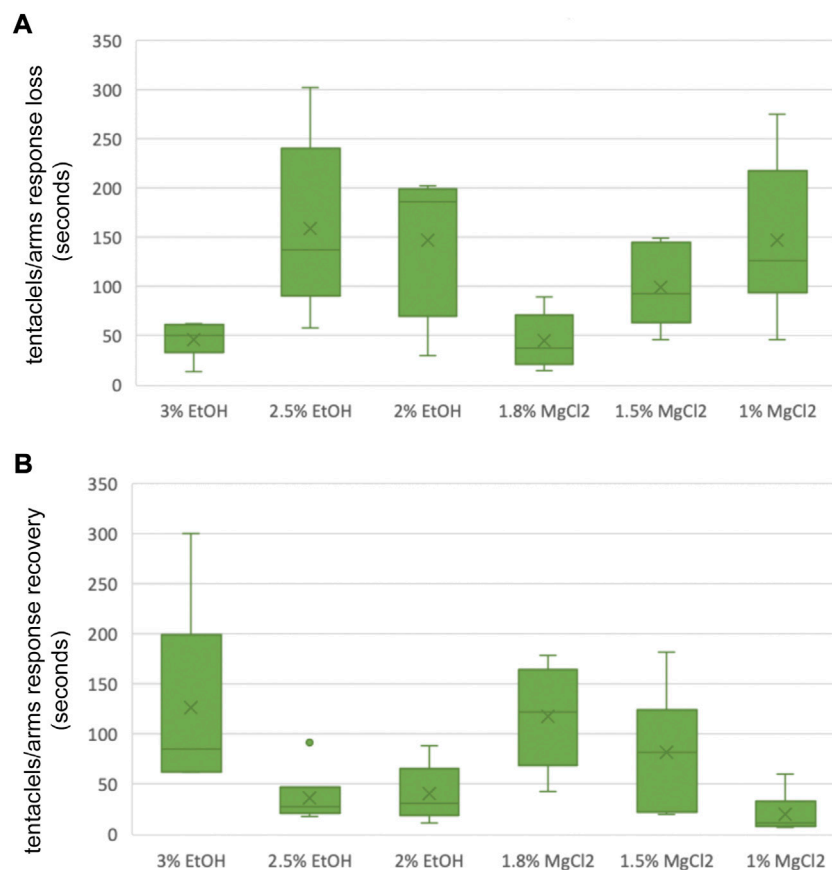 A
tentaclels/arms response loss
(seconds)
350
300
250
200
150
100
50
0
3% EtOH 2.5% EtOH 2% EtOH 1.8% MgCl2 1.5% MgCl2 1% MgCl2
B
tentaclels/arms response recovery
(seconds)
350
300
250
200
150
100
50
0
3% EtOH 2.5% EtOH 2% EtOH 1.8% MgCl2 1.5% MgCl2 1% MgCl2